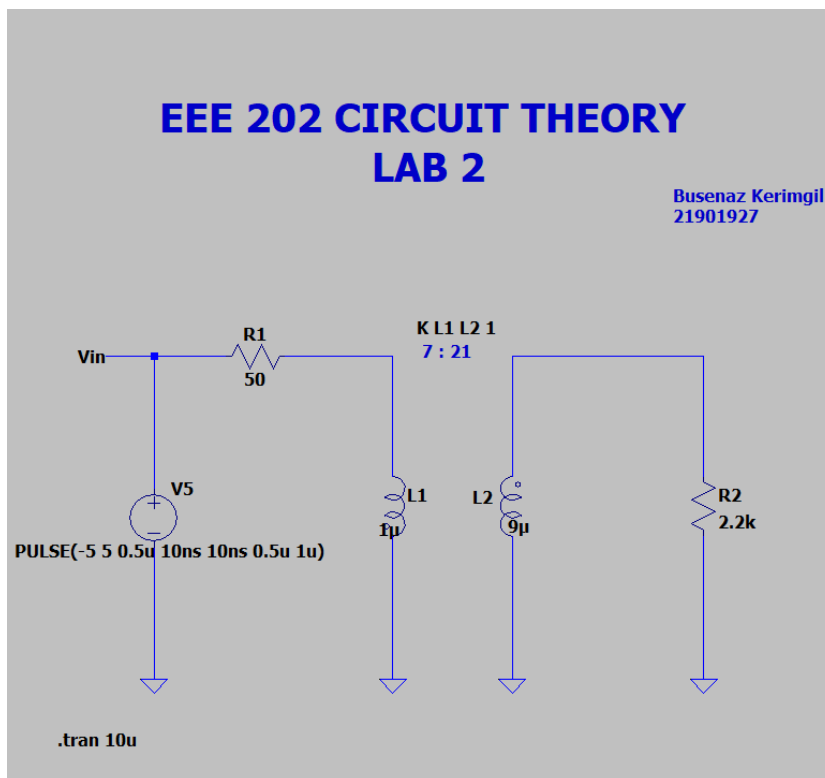 EEE 202 CIRCUIT THEORY
LAB 2
Busenaz Kerimgil
21901927
K L1 L2 1
7 : 21
Vin
R1
50
V5
PULSE(-5 5 0.5u 10ns 10ns 0.5u 1u)
L1
1µ
L2
9µ
R2
2.2k
.tran 10u